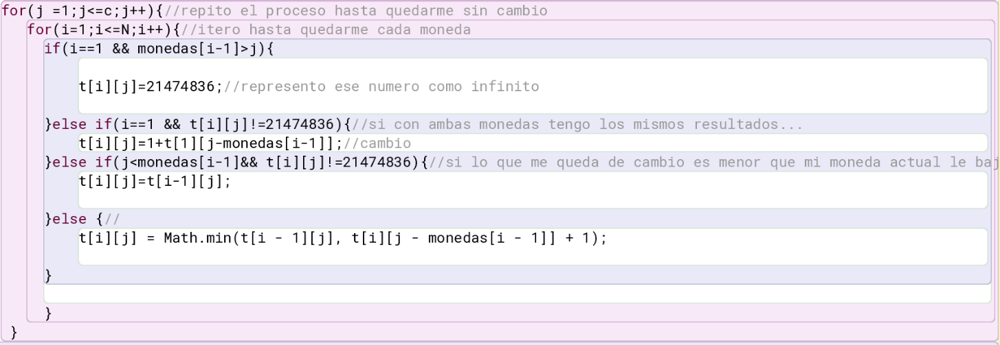 for(j =1;j<=c;j++){//repito el proceso hasta quedarme sin cambio
for(i=1;i<=N;i++){//itero hasta quedarme cada moneda
if(i==1 && monedas[i-1]>j){
t[i][j]=21474836;//represento ese numero como infinito
}else if(i==1 && t[i][j]!=21474836){//si con ambas monedas tengo los mismos resultados...
t[i][j]=1+t[1][j-monedas[i-1]];//cambio
}else if(j<monedas[i-1]&& t[i][j]!=21474836){//si lo que me queda de cambio es menor que mi moneda actual le
t[i][j]=t[i-1][j];
}else {//
t[i][j] = Math.min(t[i - 1][j], t[i][j - monedas[i - 1]] + 1);
}
}
}